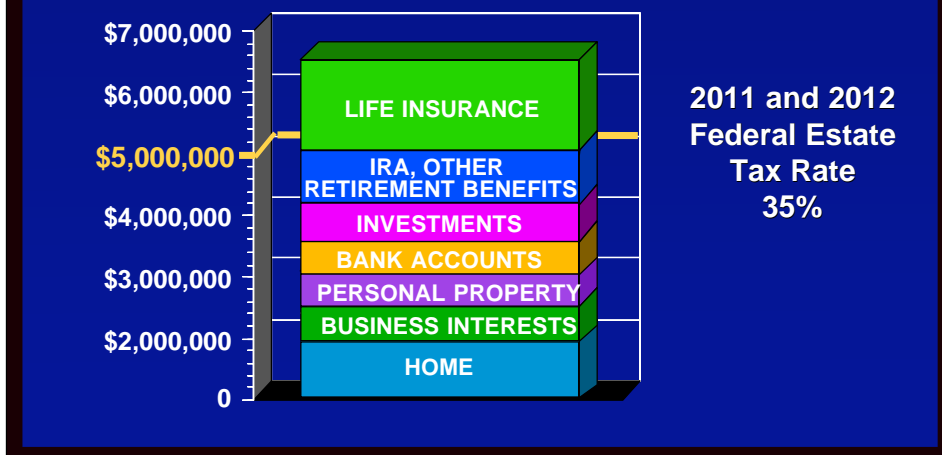 $7,000,000
$6,000,000
$5,000,000
$4,000,000
$3,000,000
$2,000,000
0
LIFE INSURANCE
IRA, OTHER
RETIREMENT BENEFITS
INVESTMENTS
BANK ACCOUNTS
PERSONAL PROPERTY
BUSINESS INTERESTS
HOME
2011 and 2012
Federal Estate
Tax Rate
35%